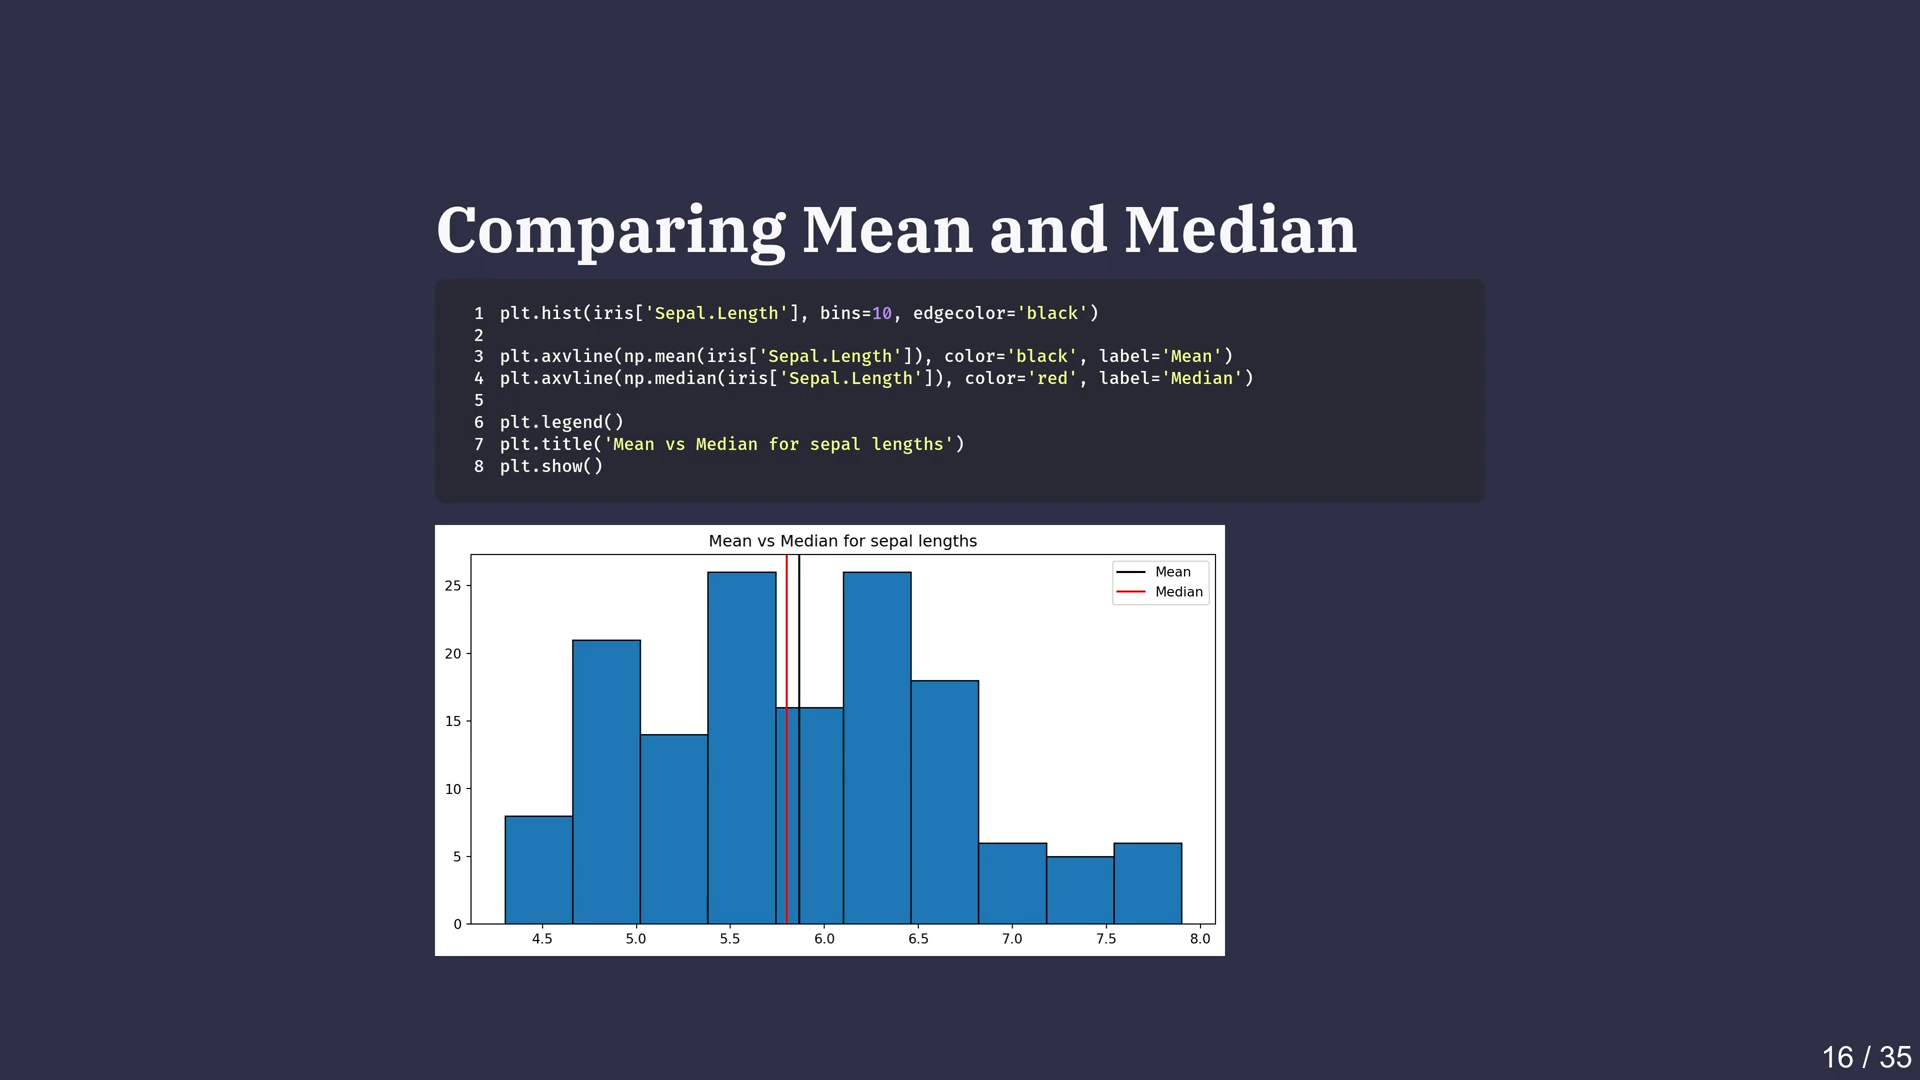 Comparing Mean and Median
1 plt.hist(iris['Sepal.Length'], bins=10, edgecolor='black')
2
3 plt.axvline(np.mean(iris['Sepal.Length']), color='black', label='Mean')
4 plt.axvline(np.median(iris['Sepal.Length']), color='red', label='Median')
5
6 plt.legend()
7 plt.title('Mean vs Median for sepal lengths')
8 plt.show()
Mean vs Median for sepal lengths
Mean
Median
25
20
15
10
5
0
4.5 5.0 5.5 6.0 6.5 7.0 7.5 8.0
16 / 35